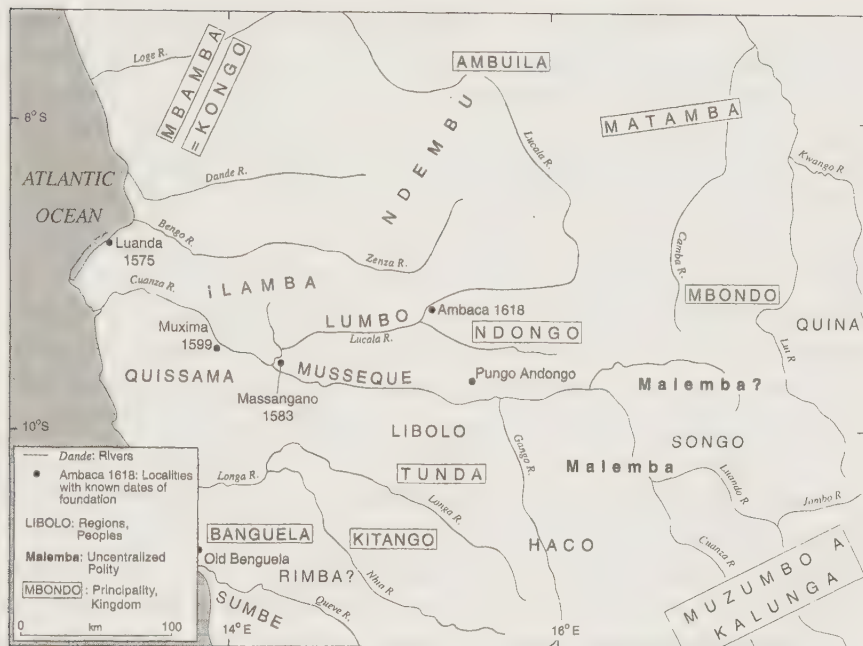 Loge R.
MBAMBA
= KONGO
AMBUILA
8°S
MATAMBA
NDEMBU
Lucala R.
Kwango R.
ATLANTIC
OCEAN
Dande R.
Bengo R.
Luanda
1575
Zenza R.
Camba R.
Cuanza R.
iLAMBA
MBONDO
LUMBO
Ambaca 1618
Lucala R.
NDONGO
QUINA
Muxima
1599
Lui R.
QUISSAMA
MUSSEQUE
Pungo Andongo
Malemba?
Massangano
1583
10°S
LIBOLO
SONGO
Ganga R.
Malemba
Longa R.
TUNDA
Longa R.
Luando R.
Jombo R.
BANGUELA
Old Benguela
KITANGO
HACO
Cuanza R
RIMBA?
Nhia R
MUZUMBO A
KALUNGA
SUMBE
Queve R.
14°E
16°E
Dande: Rivers
Ambaca 1618: Localities
with known dates of
foundation
LIBOLO: Regions,
Peoples
Malemba: Uncentralized
Polity
MBONDO: Principality,
Kingdom
0 100
km